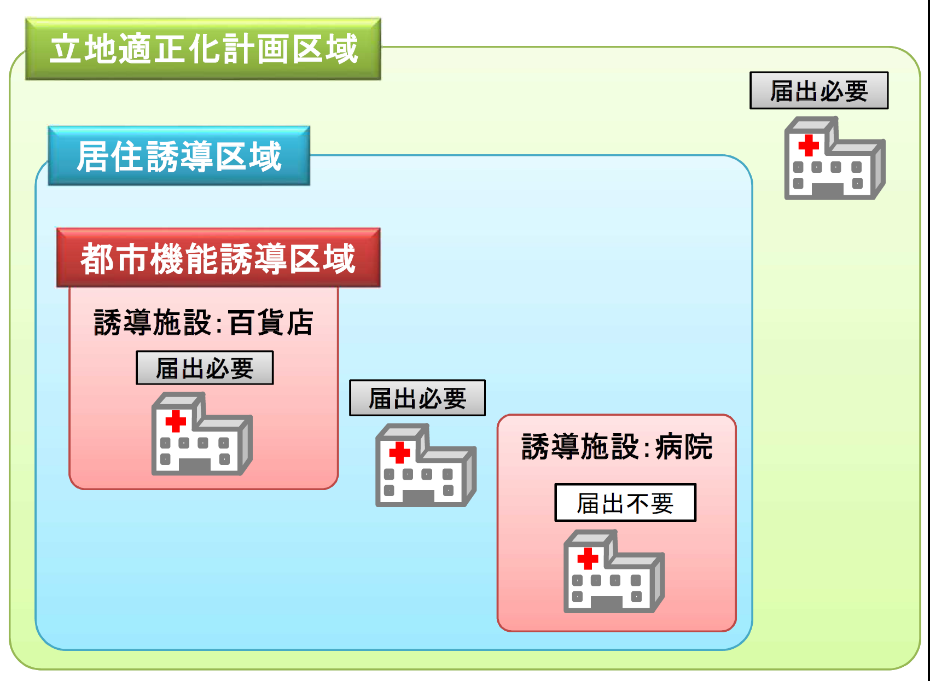 立地適正化計画区域
届出必要
居住誘導区域
都市機能誘導区域
誘導施設:百貨店
届出必要
届出必要
誘導施設:病院
届出不要